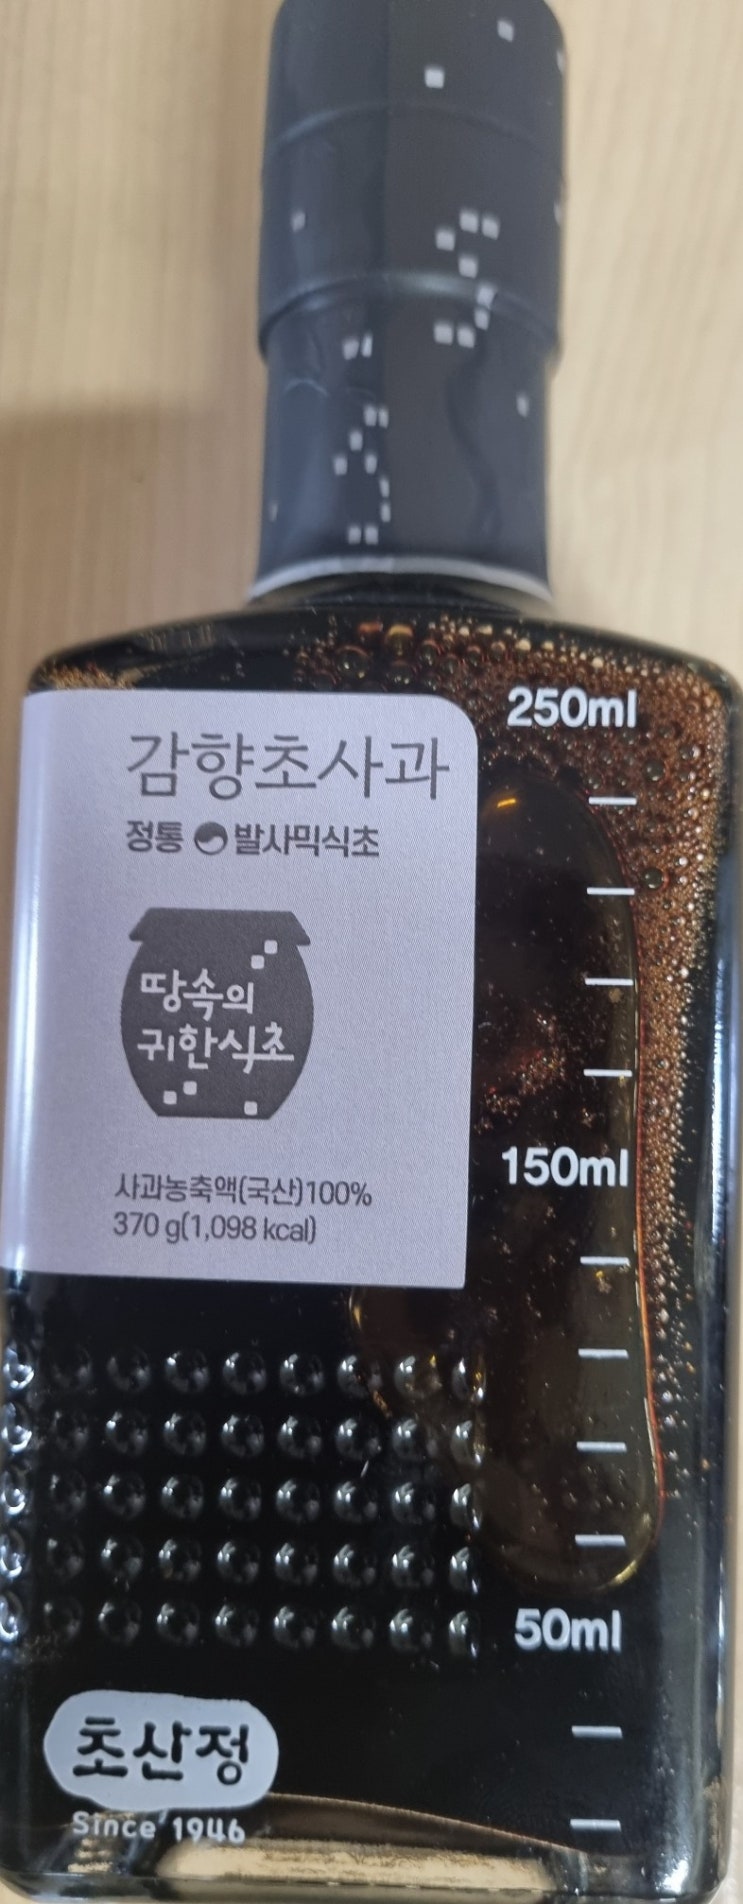 250ml
감향초사과
정통 발사믹식초
땅속의
귀한식초
150ml
사과농축액(국산)100%
370 g(1,098 kcal)
50ml
초산정
Since 1946